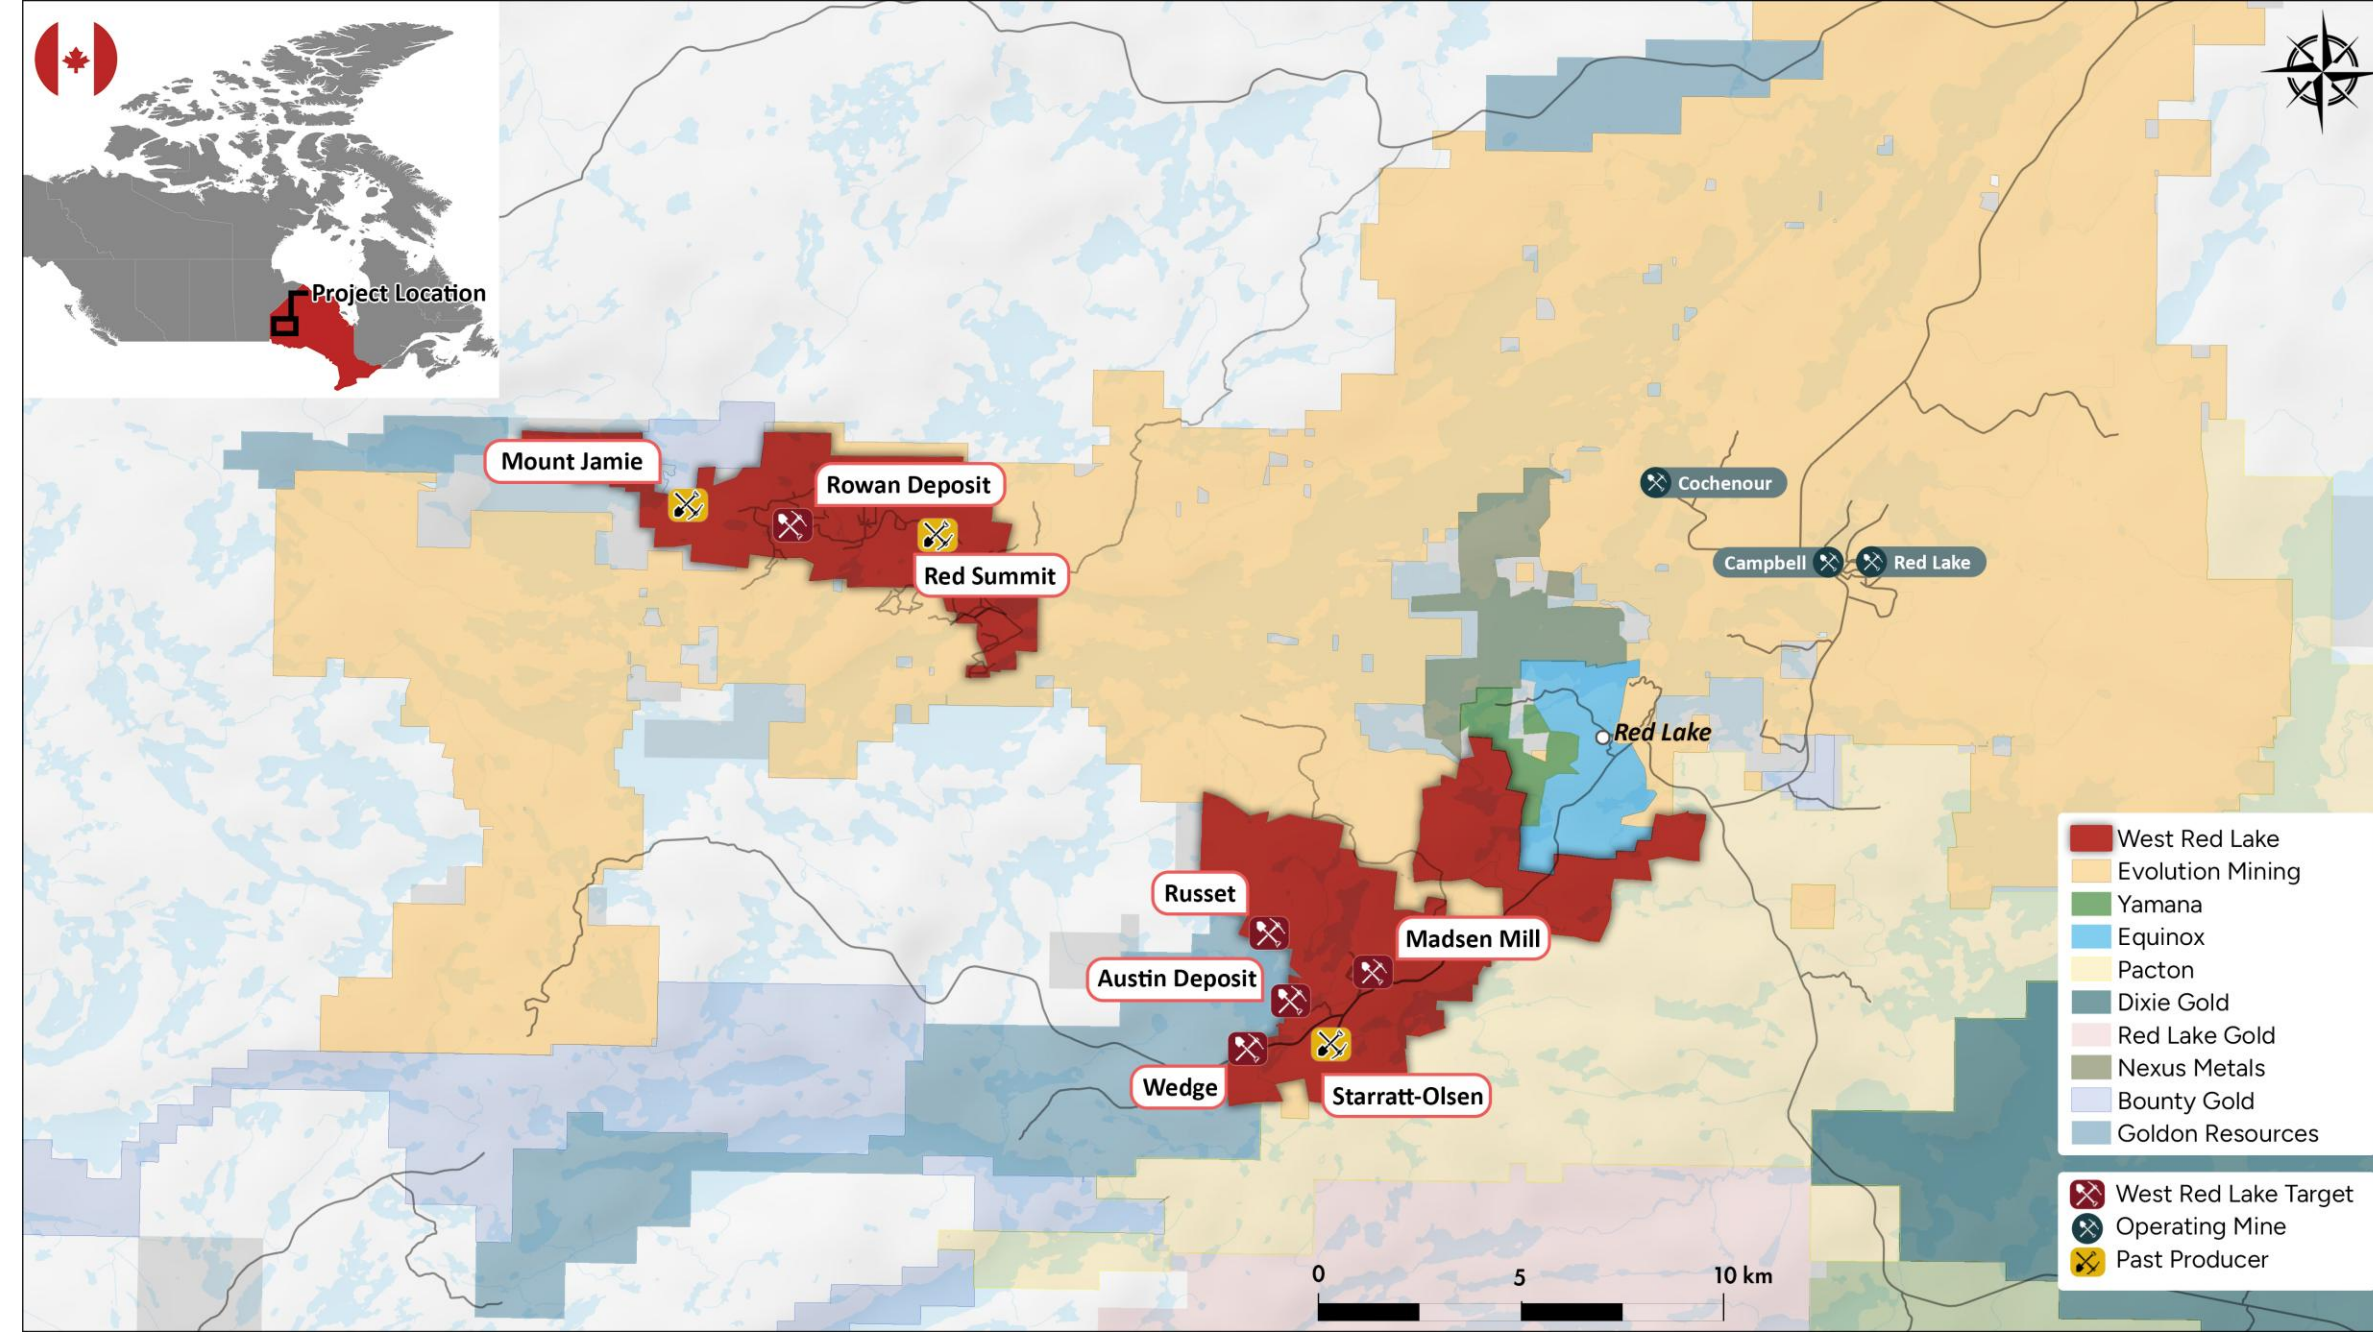 Project Location
Mount Jamie
Rowan Deposit
Red Summit
Cochenour
Campbell
Red Lake
Red Lake
Russet
Madsen Mill
Austin Deposit
Wedge
Starratt-Olsen
West Red Lake
Evolution Mining
Yamana
Equinox
Pacton
Dixie Gold
Red Lake Gold
Nexus Metals
Bounty Gold
Goldon Resources
West Red Lake Target
Operating Mine
Past Producer
0 5 10 km